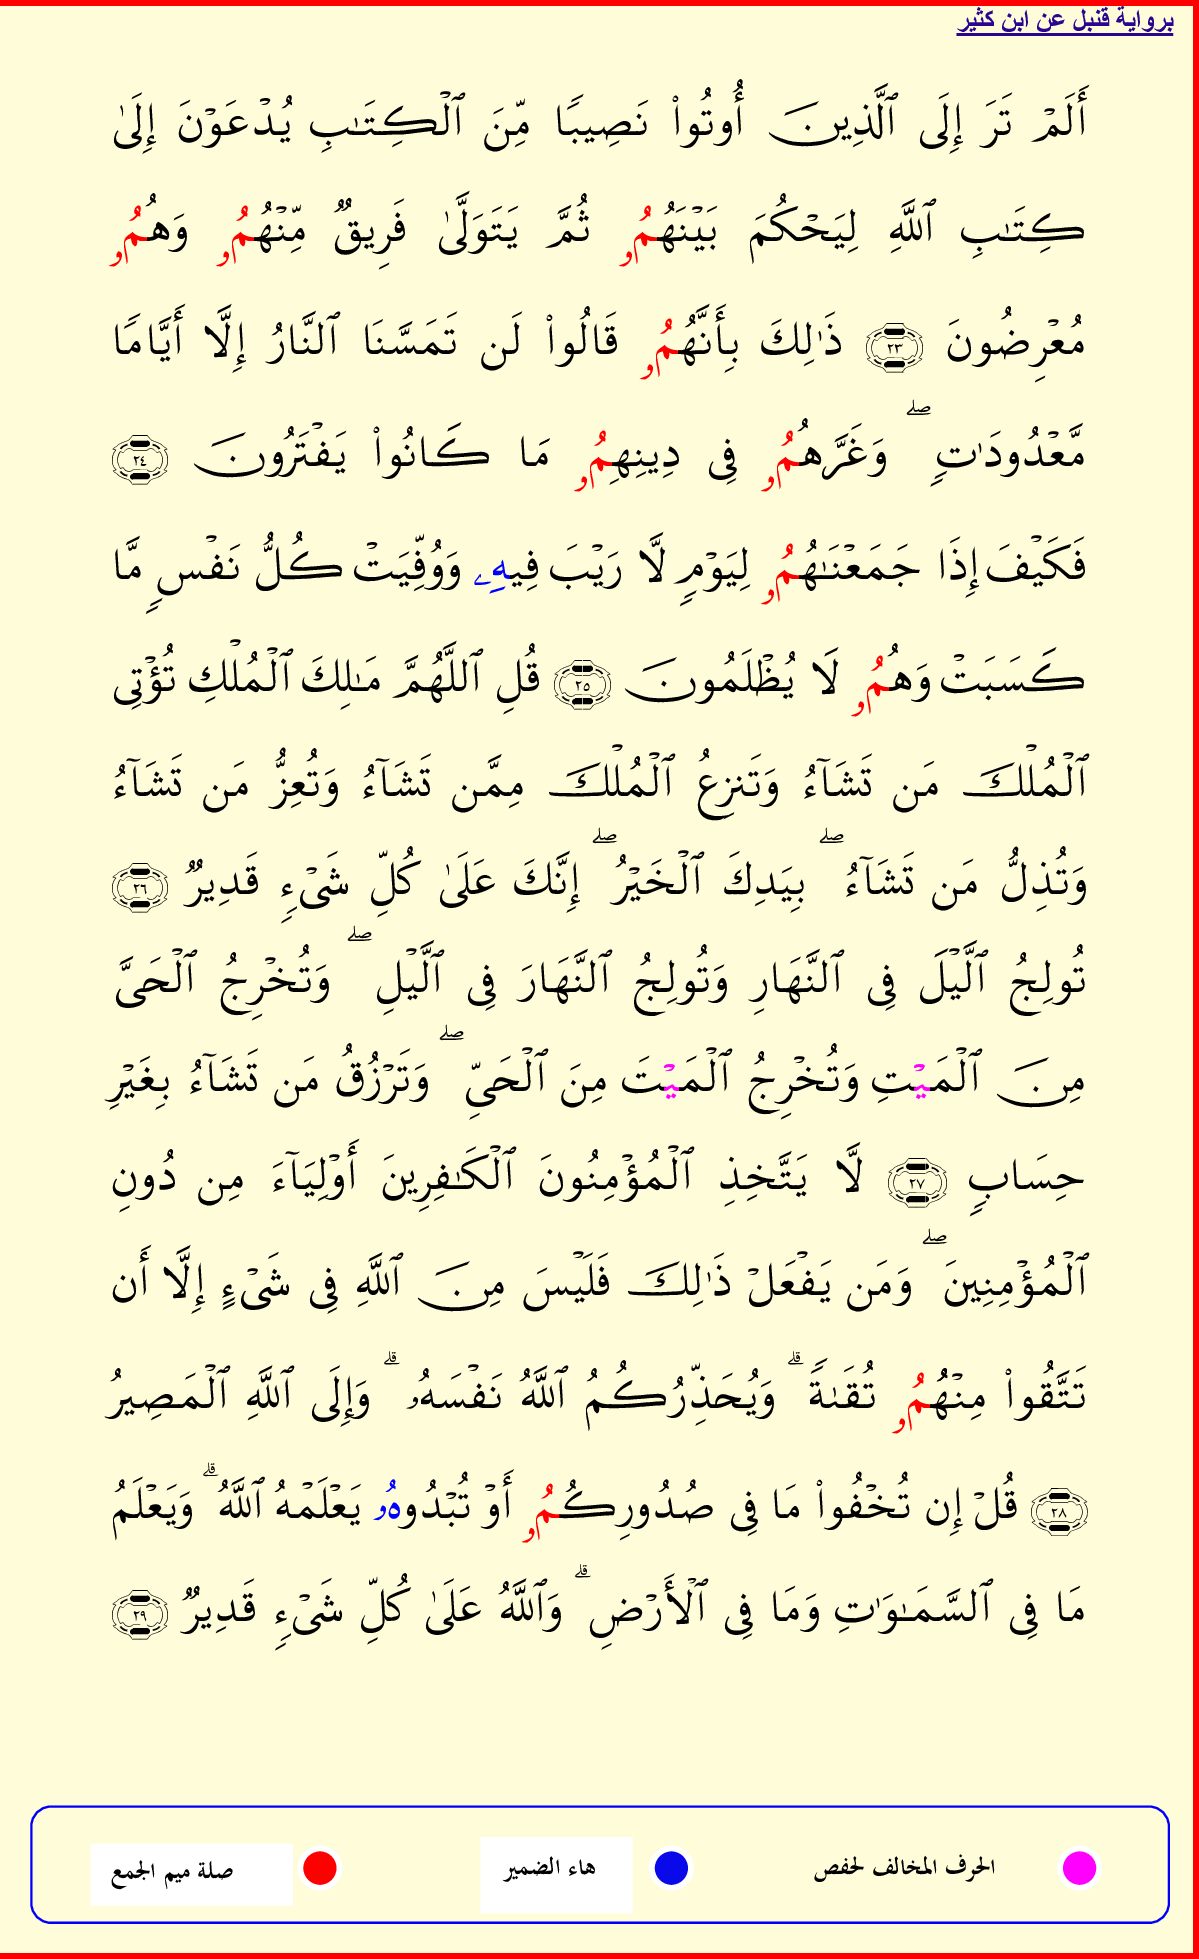 برواية قنبل عن ابن كثير
أَلَمْ تَرَ إِلَى ٱلَّذِينَ أُوتُوا۟ نَصِيبًا مِّنَ ٱلْكِتَـٰبِ يُدْعَوْنَ إِلَىٰ
كِتَـٰبِ ٱللَّهِ لِيَحْكُمَ بَيْنَهُمُۥ ثُمَّ يَتَوَلَّىٰ فَرِيقٌ مِّنْهُمُۥ وَهُمُۥ
مُعْرِضُونَ ٢٣ ذَٰلِكَ بِأَنَّهُمُۥ قَالُوا۟ لَن تَمَسَّنَا ٱلنَّارُ إِلَّا أَيَّامًا
مَّعْدُودَٰتٍ ۖ وَغَرَّهُمُۥ فِى دِينِهِمُۥ مَا كَانُوا۟ يَفْتَرُونَ ٢٤
فَكَيْفَ إِذَا جَمَعْنَـٰهُمُۥ لِيَوْمٍ لَّا رَيْبَ فِيهِۦ وَوُفِّيَتْ كُلُّ نَفْسٍ مَّا
كَسَبَتْ وَهُمُۥ لَا يُظْلَمُونَ ٢٥ قُلِ ٱللَّهُمَّ مَـٰلِكَ ٱلْمُلْكِ تُؤْتِى
ٱلْمُلْكَ مَن تَشَآءُ وَتَنزِعُ ٱلْمُلْكَ مِمَّن تَشَآءُ وَتُعِزُّ مَن تَشَآءُ
وَتُذِلُّ مَن تَشَآءُ ۖ بِيَدِكَ ٱلْخَيْرُ ۖ إِنَّكَ عَلَىٰ كُلِّ شَىْءٍ قَدِيرٌ ٢٦
تُولِجُ ٱلَّيْلَ فِى ٱلنَّهَارِ وَتُولِجُ ٱلنَّهَارَ فِى ٱلَّيْلِ ۖ وَتُخْرِجُ ٱلْحَىَّ
مِنَ ٱلْمَيْتِ وَتُخْرِجُ ٱلْمَيْتَ مِنَ ٱلْحَىِّ ۖ وَتَرْزُقُ مَن تَشَآءُ بِغَيْرِ
حِسَابٍ ٢٧ لَّا يَتَّخِذِ ٱلْمُؤْمِنُونَ ٱلْكَـٰفِرِينَ أَوْلِيَآءَ مِن دُونِ
ٱلْمُؤْمِنِينَ ۖ وَمَن يَفْعَلْ ذَٰلِكَ فَلَيْسَ مِنَ ٱللَّهِ فِى شَىْءٍ إِلَّا أَن
تَتَّقُوا۟ مِنْهُمُۥ تُقَىٰةً ۗ وَيُحَذِّرُكُمُ ٱللَّهُ نَفْسَهُۥ ۗ وَإِلَى ٱللَّهِ ٱلْمَصِيرُ
٢٨ قُلْ إِن تُخْفُوا۟ مَا فِى صُدُورِكُمُۥ أَوْ تُبْدُوهُۥ يَعْلَمْهُ ٱللَّهُ ۗ وَيَعْلَمُ
مَا فِى ٱلسَّمَـٰوَٰتِ وَمَا فِى ٱلْأَرْضِ ۗ وَٱللَّهُ عَلَىٰ كُلِّ شَىْءٍ قَدِيرٌ ٢٩
الحرف المخالف لحفص هاء الضمير صلة ميم الجمع